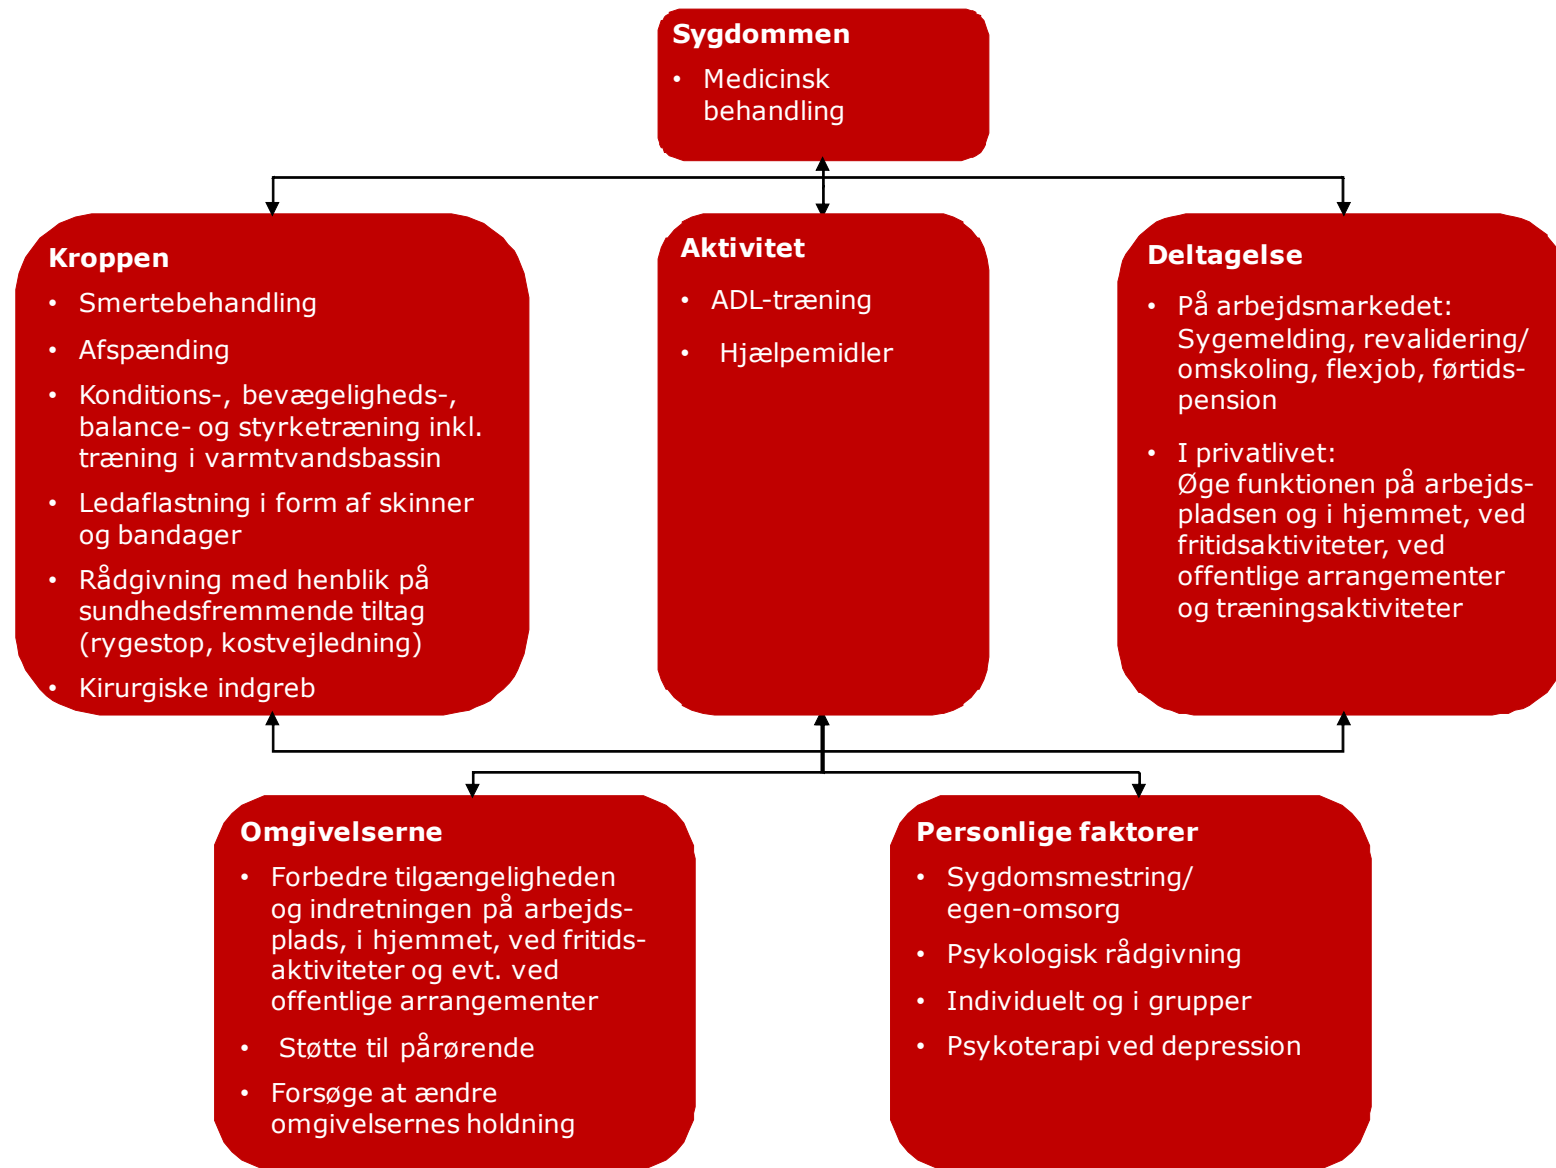 Sygdommen
• Medicinsk
behandling
Kroppen
• Smertebehandling
• Afspænding
• Konditions-, bevægeligheds-,
balance- og styrketræning inkl.
træning i varmtvandsbassin
• Ledaflastning i form af skinner
og bandager
• Rådgivning med henblik på
sundhedsfremmende tiltag
(rygestop, kostvejledning)
• Kirurgiske indgreb
Aktivitet
• ADL-træning
• Hjælpemidler
Deltagelse
• På arbejdsmarkedet:
Sygemelding, revalidering/
omskoling, flexjob, førtids-
pension
• I privatlivet:
Øge funktionen på arbejds-
pladsen og i hjemmet, ved
fritidsaktiviteter, ved
offentlige arrangementer
og træningsaktiviteter
Omgivelserne
• Forbedre tilgængeligheden
og indretningen på arbejds-
plads, i hjemmet, ved fritids-
aktiviteter og evt. ved
offentlige arrangementer
• Støtte til pårørende
• Forsøge at ændre
omgivelsernes holdning
Personlige faktorer
• Sygdomsmestring/
egen-omsorg
• Psykologisk rådgivning
• Individuelt og i grupper
• Psykoterapi ved depression